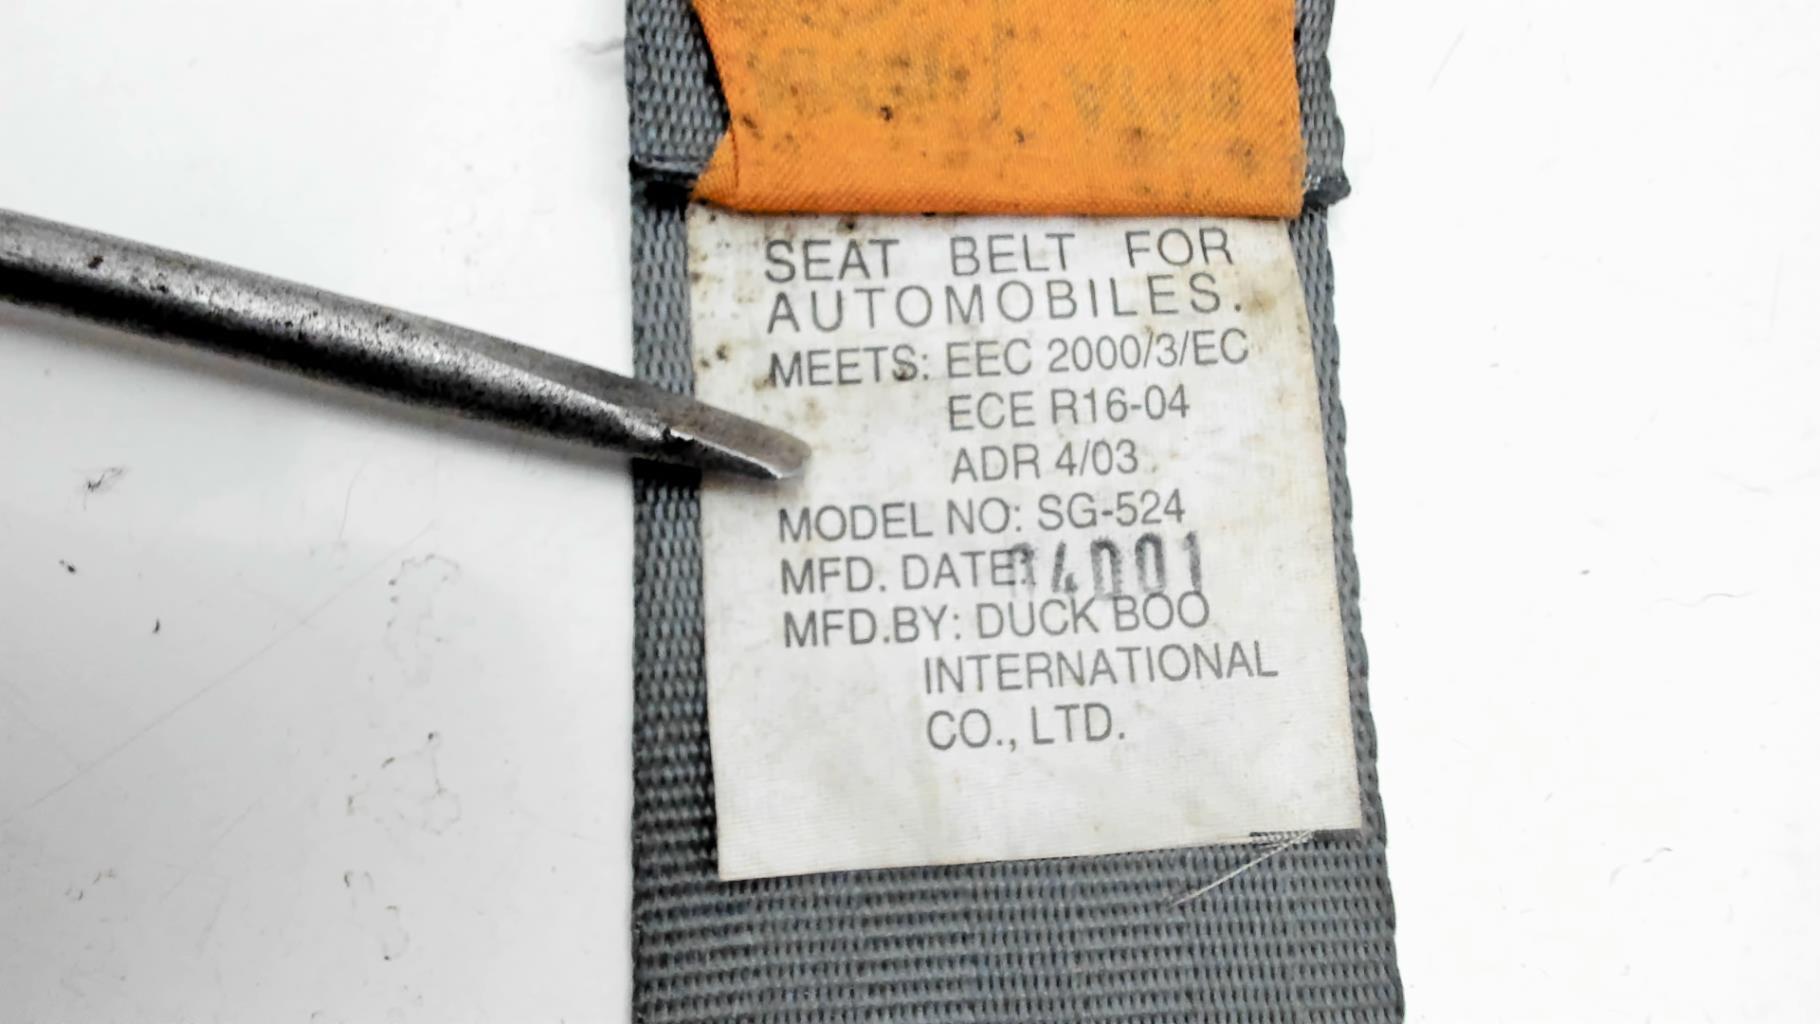 SEAT BELT FOR
AUTOMOBILES.
MEETS: EEC 2000/3/EC
ECE R16-04
ADR 4/03
MODEL NO: SG-524
MFD. DATE:
MFD.BY: DUCK BOO
INTERNATIONAL
CO., LTD.